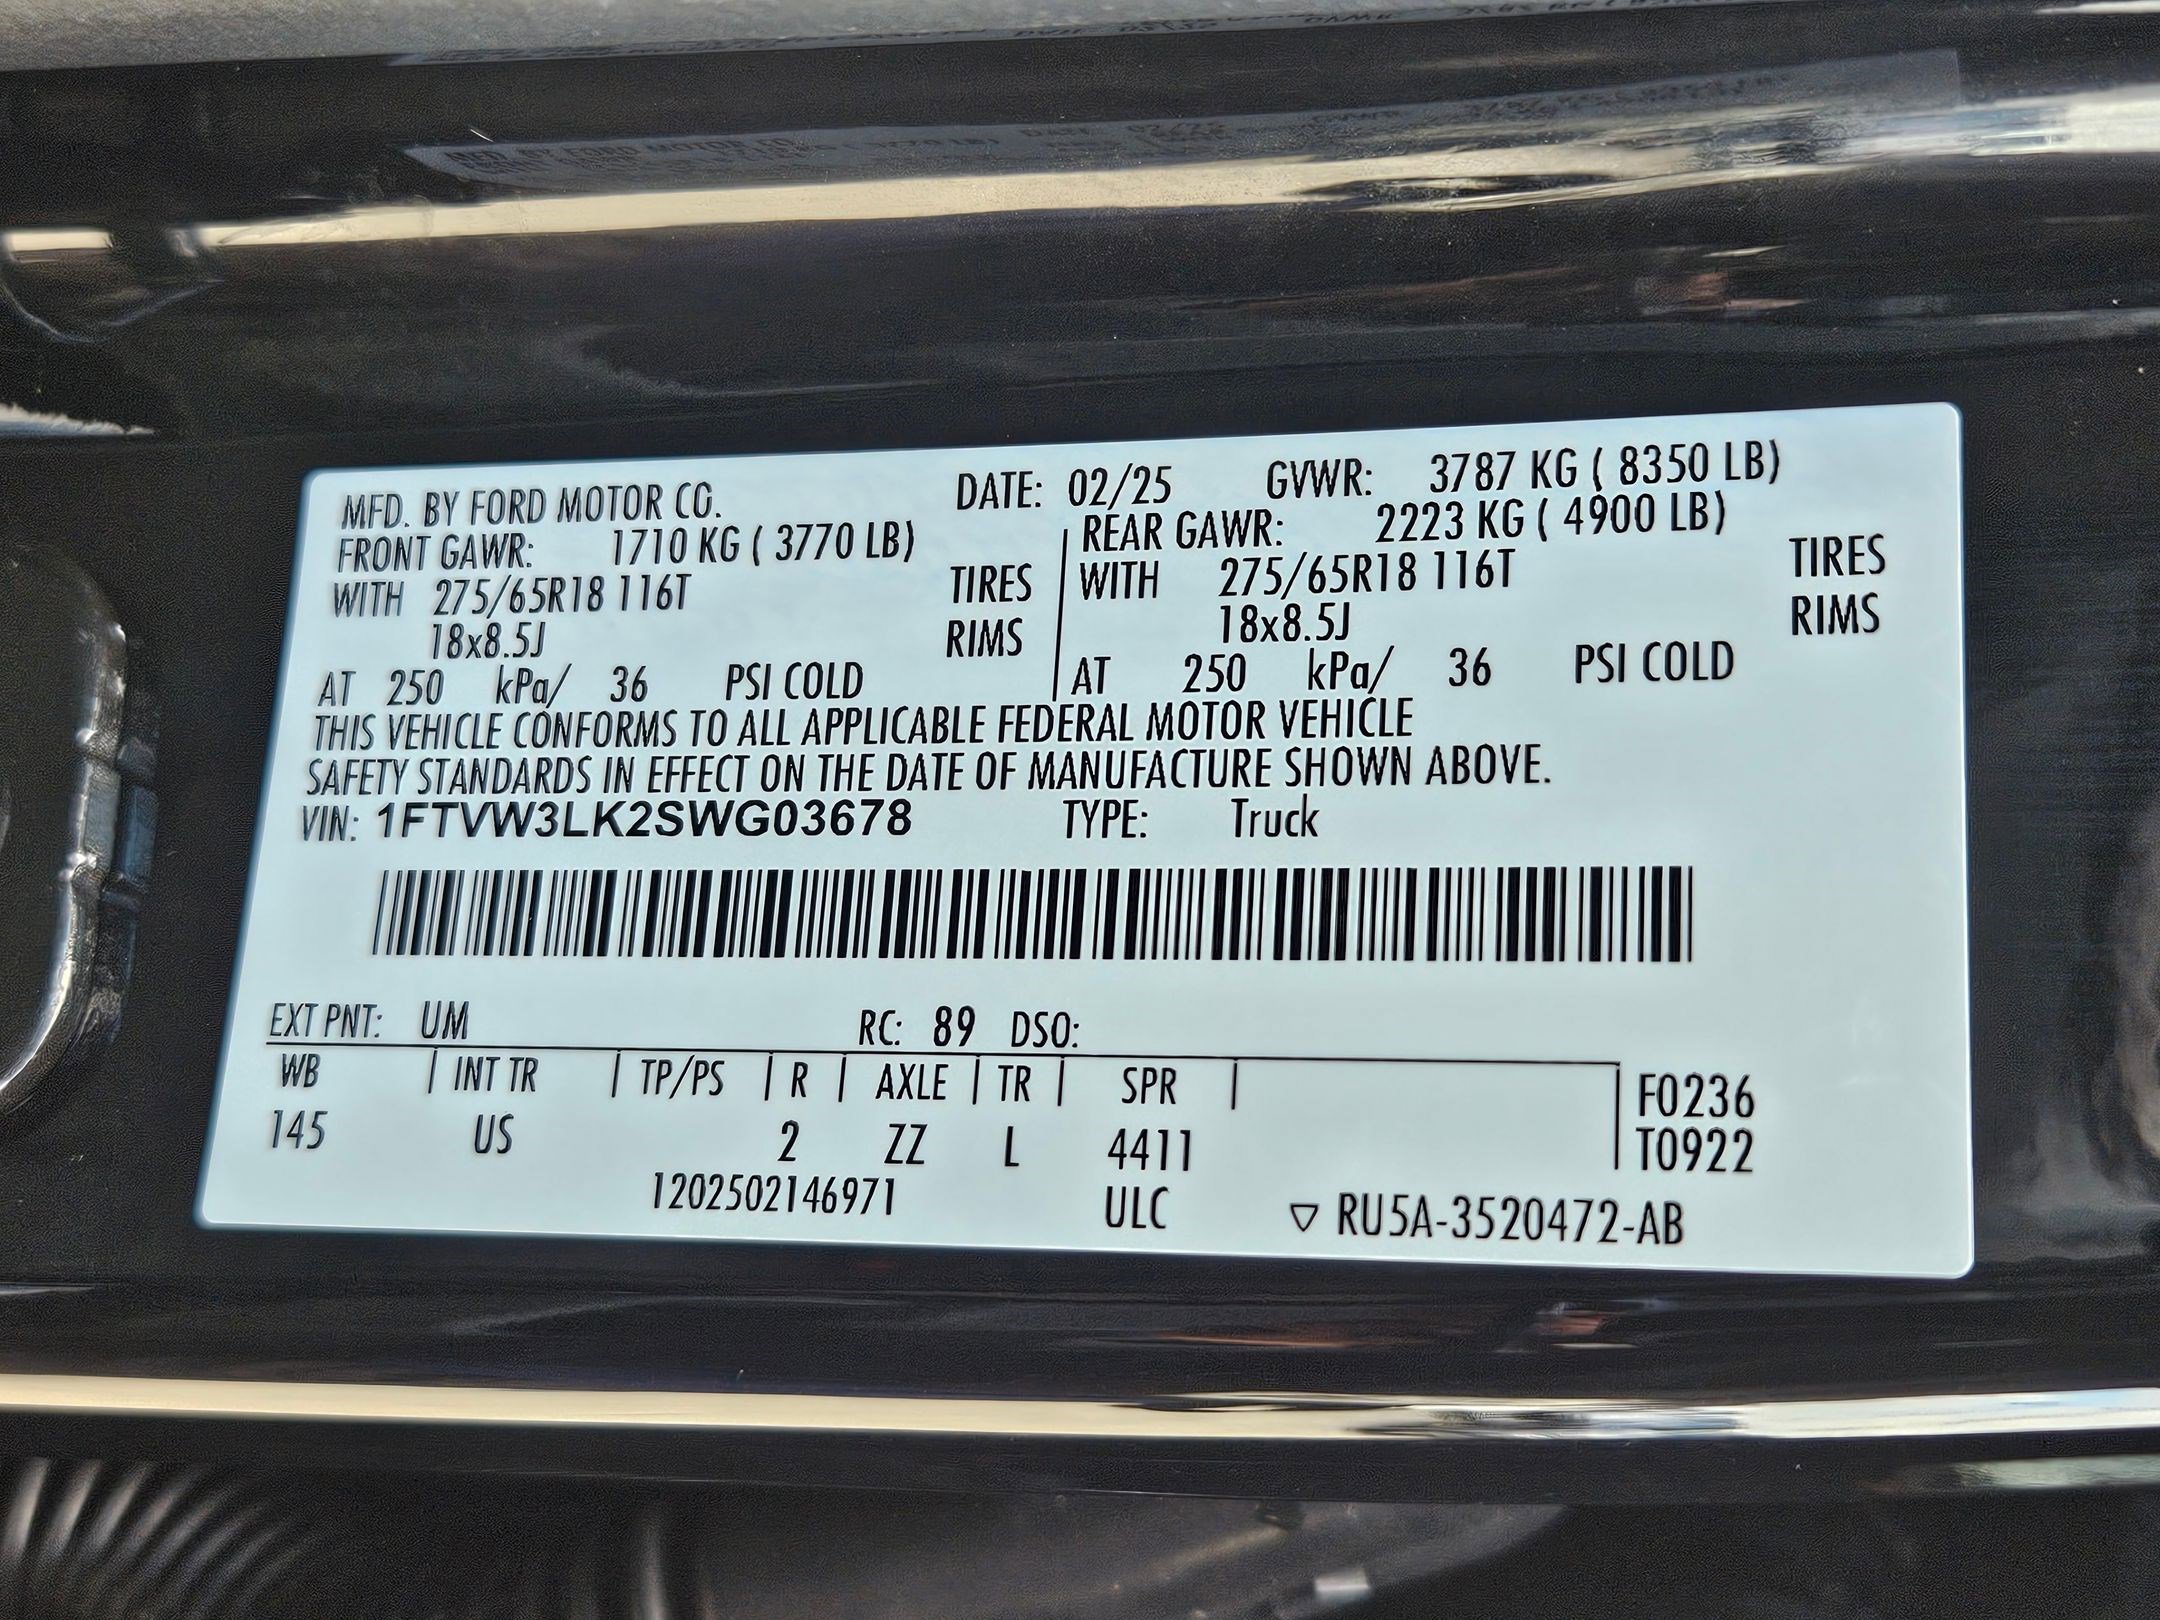 MFD. BY FORD MOTOR CO. DATE: 02/25 GVWR: 3787 KG ( 8350 LB)
FRONT GAWR: 1710 KG ( 3770 LB) REAR GAWR: 2223 KG ( 4900 LB)
WITH 275/65R18 116T TIRES WITH 275/65R18 116T TIRES
18x8.5J RIMS 18x8.5J RIMS
AT 250 kPa/ 36 PSI COLD AT 250 kPa/ 36 PSI COLD
THIS VEHICLE CONFORMS TO ALL APPLICABLE FEDERAL MOTOR VEHICLE
SAFETY STANDARDS IN EFFECT ON THE DATE OF MANUFACTURE SHOWN ABOVE.
VIN: 1FTVW3LK2SWG03678 TYPE: Truck
EXT PNT: UM RC: 89 DSO:
WB INT TR TP/PS R AXLE TR SPR F0236
145 US 2 ZZ L 4411 T0922
1202502146971 ULC ▽ RU5A-3520472-AB